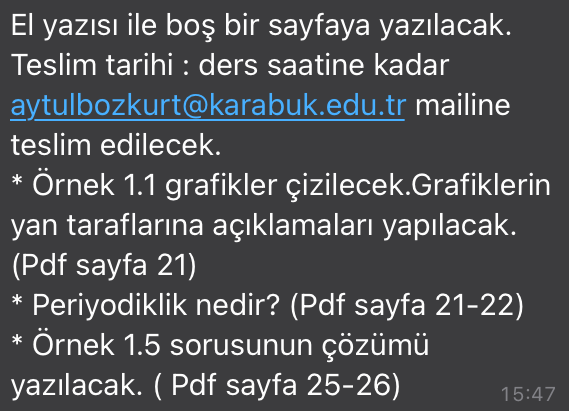 El yazısı ile boş bir sayfaya yazılacak.
Teslim tarihi : ders saatine kadar
aytulbozkurt@karabuk.edu.tr mailine
teslim edilecek.
* Örnek 1.1 grafikler çizilecek.Grafiklerin
yan taraflarına açıklamaları yapılacak.
(Pdf sayfa 21)
* Periyodiklik nedir? (Pdf sayfa 21-22)
* Örnek 1.5 sorusunun çözümü
yazılacak. ( Pdf sayfa 25-26)
15:47